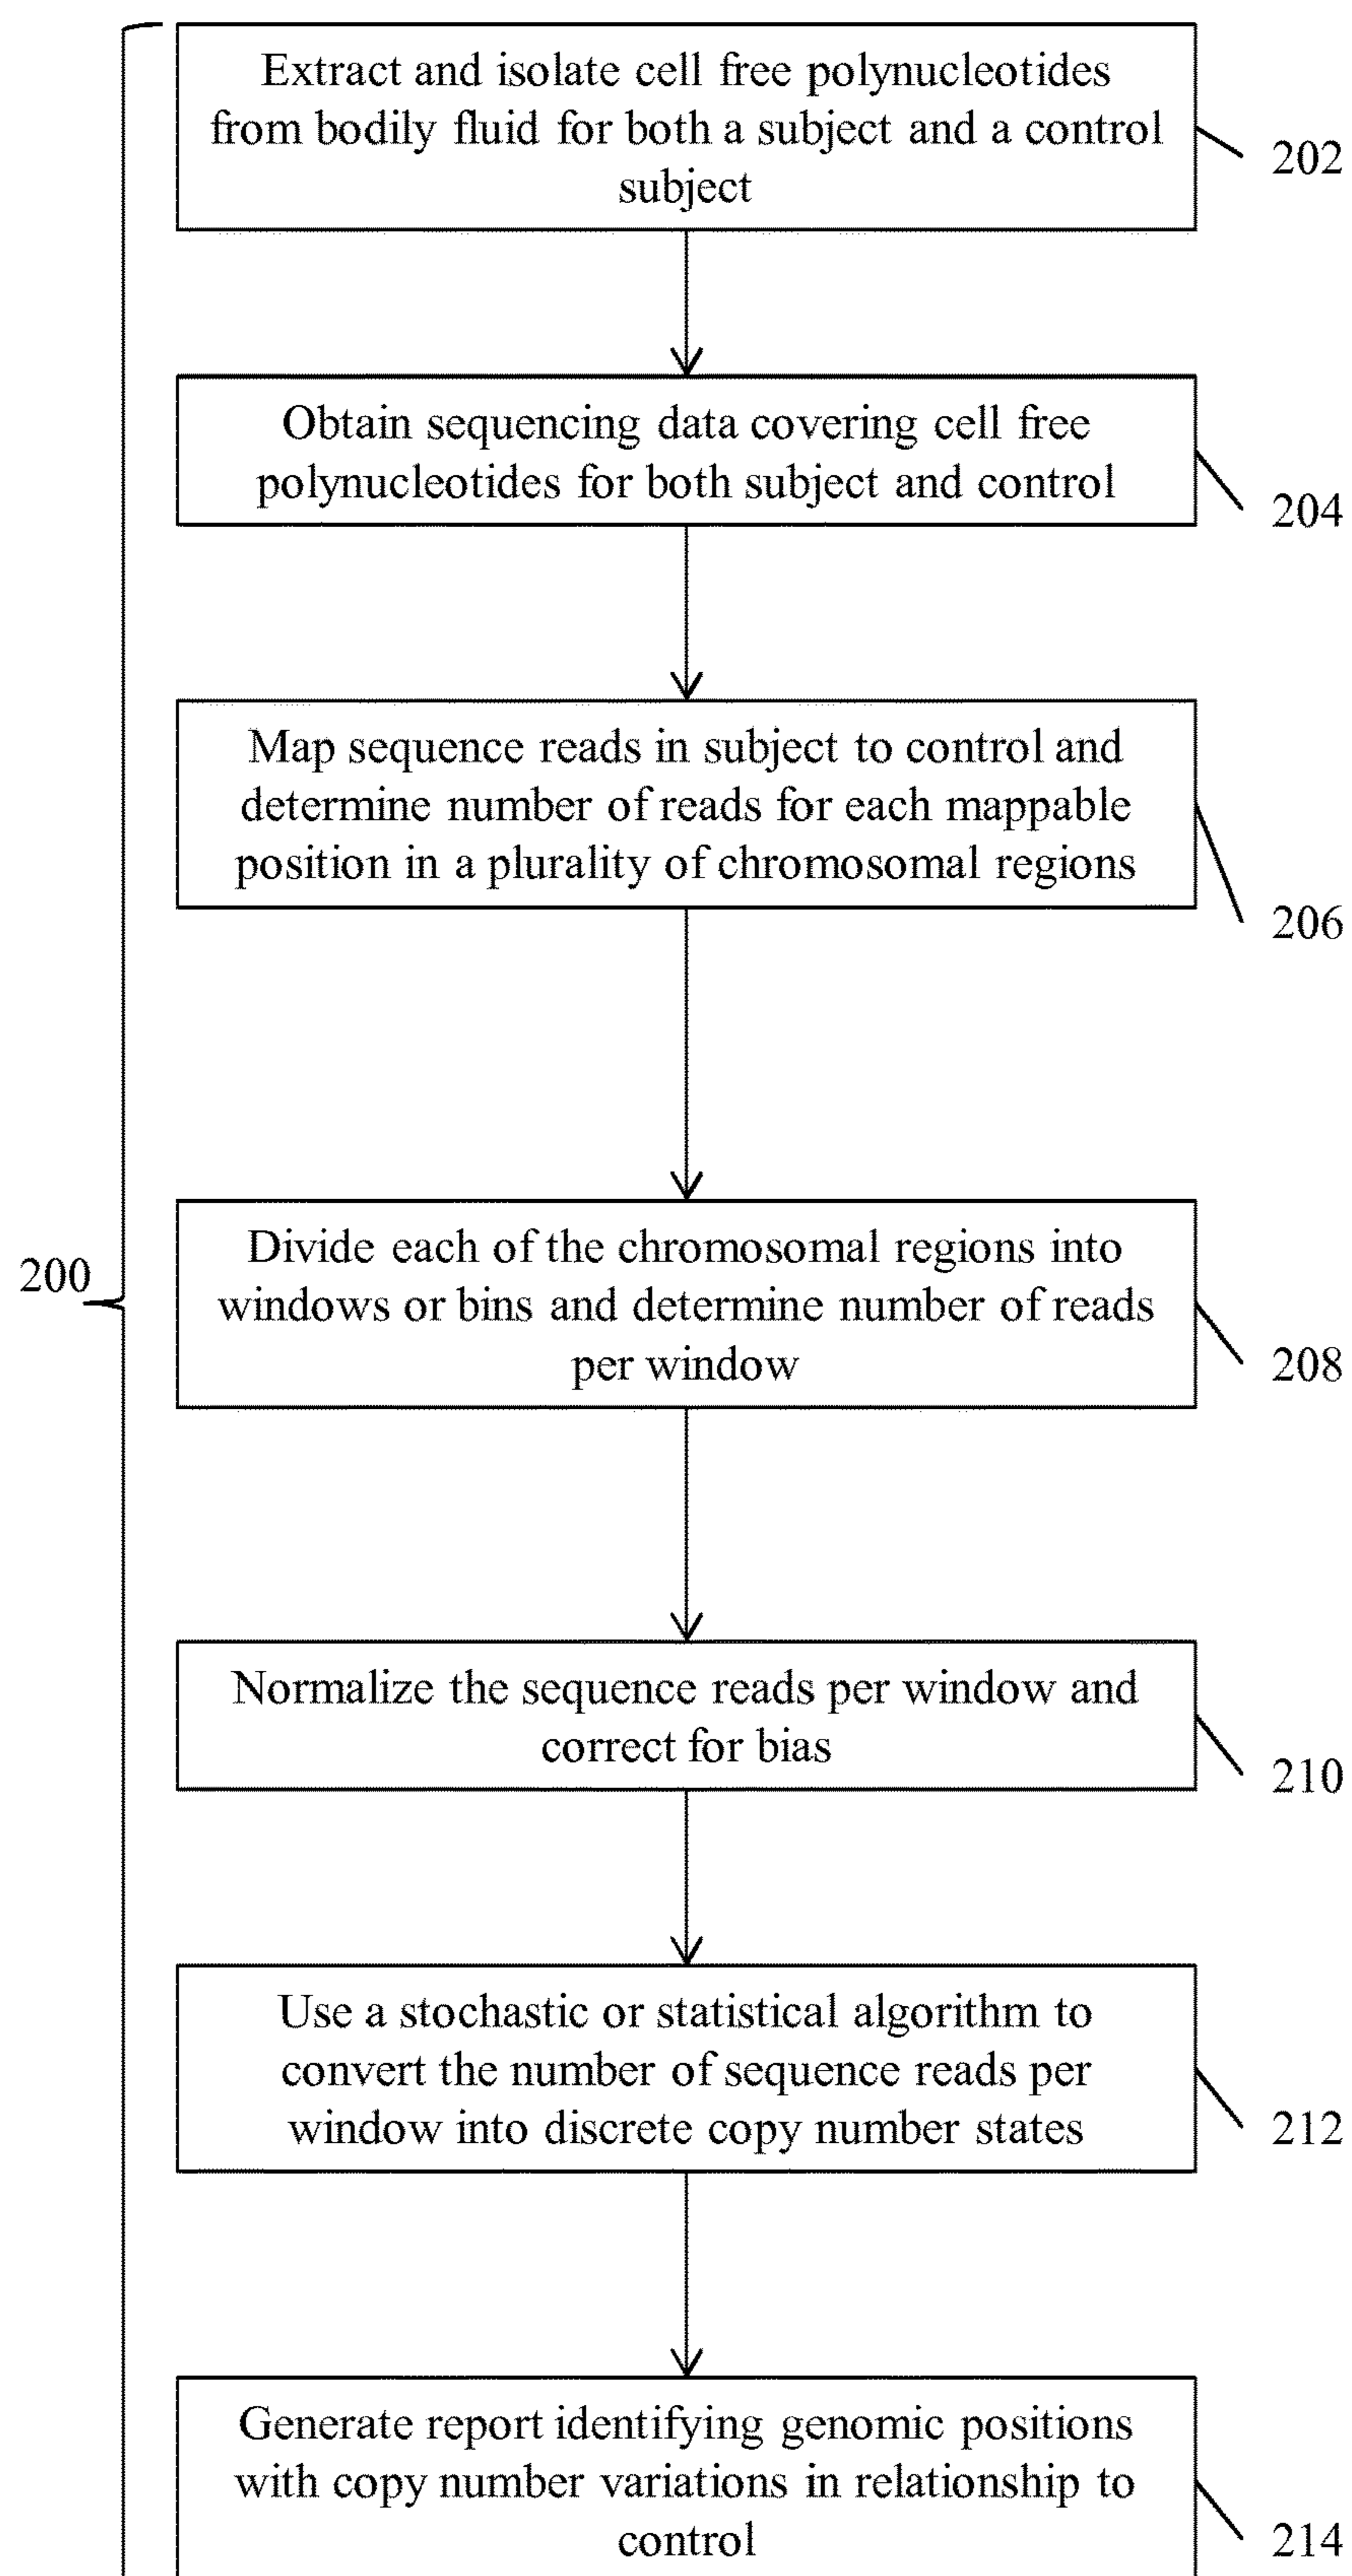 Extract and isolate cell free polynucleotides
from bodily fluid for both a subject and a control
subject
202
Obtain sequencing data covering cell free
polynucleotides for both subject and control
204
Map sequence reads in subject to control and
determine number of reads for each mappable
position in a plurality of chromosomal regions
206
200
Divide each of the chromosomal regions into
windows or bins and determine number of reads
per window
208
Normalize the sequence reads per window and
correct for bias
210
Use a stochastic or statistical algorithm to
convert the number of sequence reads per
window into discrete copy number states
212
Generate report identifying genomic positions
with copy number variations in relationship to
control
214